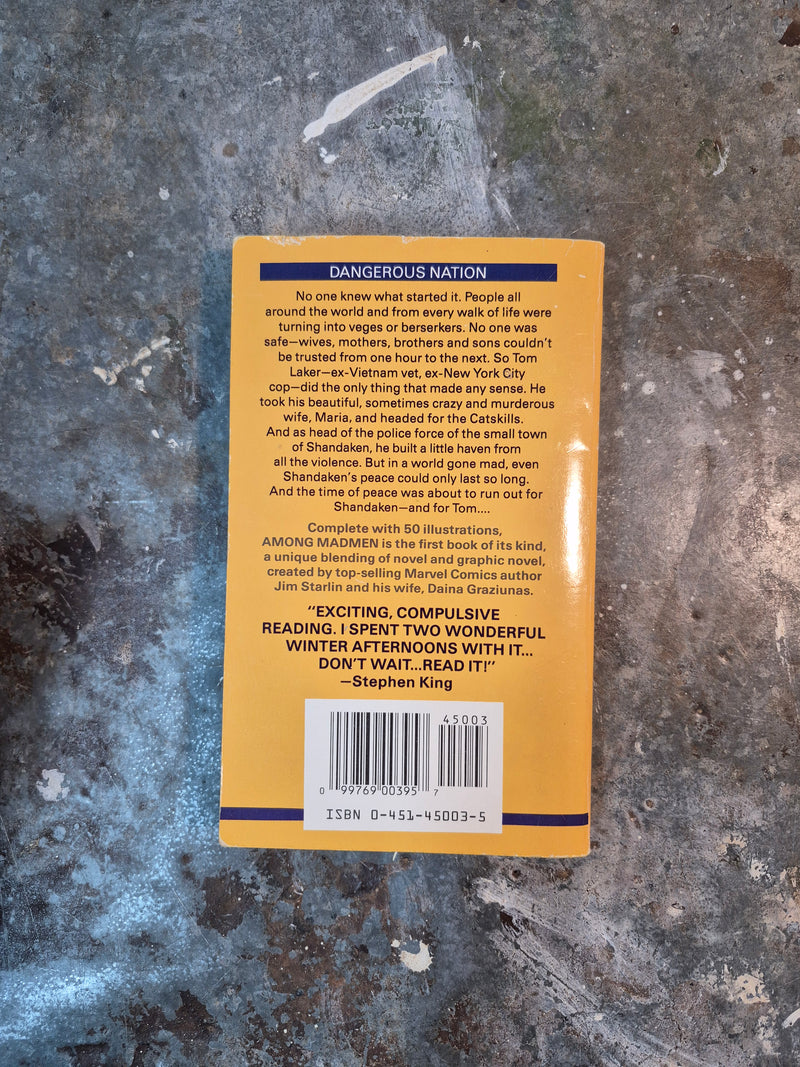 DANGEROUS NATION
No one knew what started it. People all
around the world and from every walk of life were
turning into veges or berserkers. No one was
safe—wives, mothers, brothers and sons couldn't
be trusted from one hour to the next. So Tom
Laker—ex-Vietnam vet, ex-New York City
cop—did the only thing that made any sense. He
took his beautiful, sometimes crazy and murderous
wife, Maria, and headed for the Catskills.
And as head of the police force of the small town
of Shandaken, he built a little haven from
all the violence. But in a world gone mad, even
Shandaken's peace could only last so long.
And the time of peace was about to run out for
Shandaken—and for Tom....
Complete with 50 illustrations,
AMONG MADMEN is the first book of its kind,
a unique blending of novel and graphic novel,
created by top-selling Marvel Comics author
Jim Starlin and his wife, Daina Graziunas.
"EXCITING, COMPULSIVE
READING. I SPENT TWO WONDERFUL
WINTER AFTERNOONS WITH IT...
DON'T WAIT...READ IT!"
—Stephen King
45003
0 99769 00395 7
ISBN 0-451-45003-5